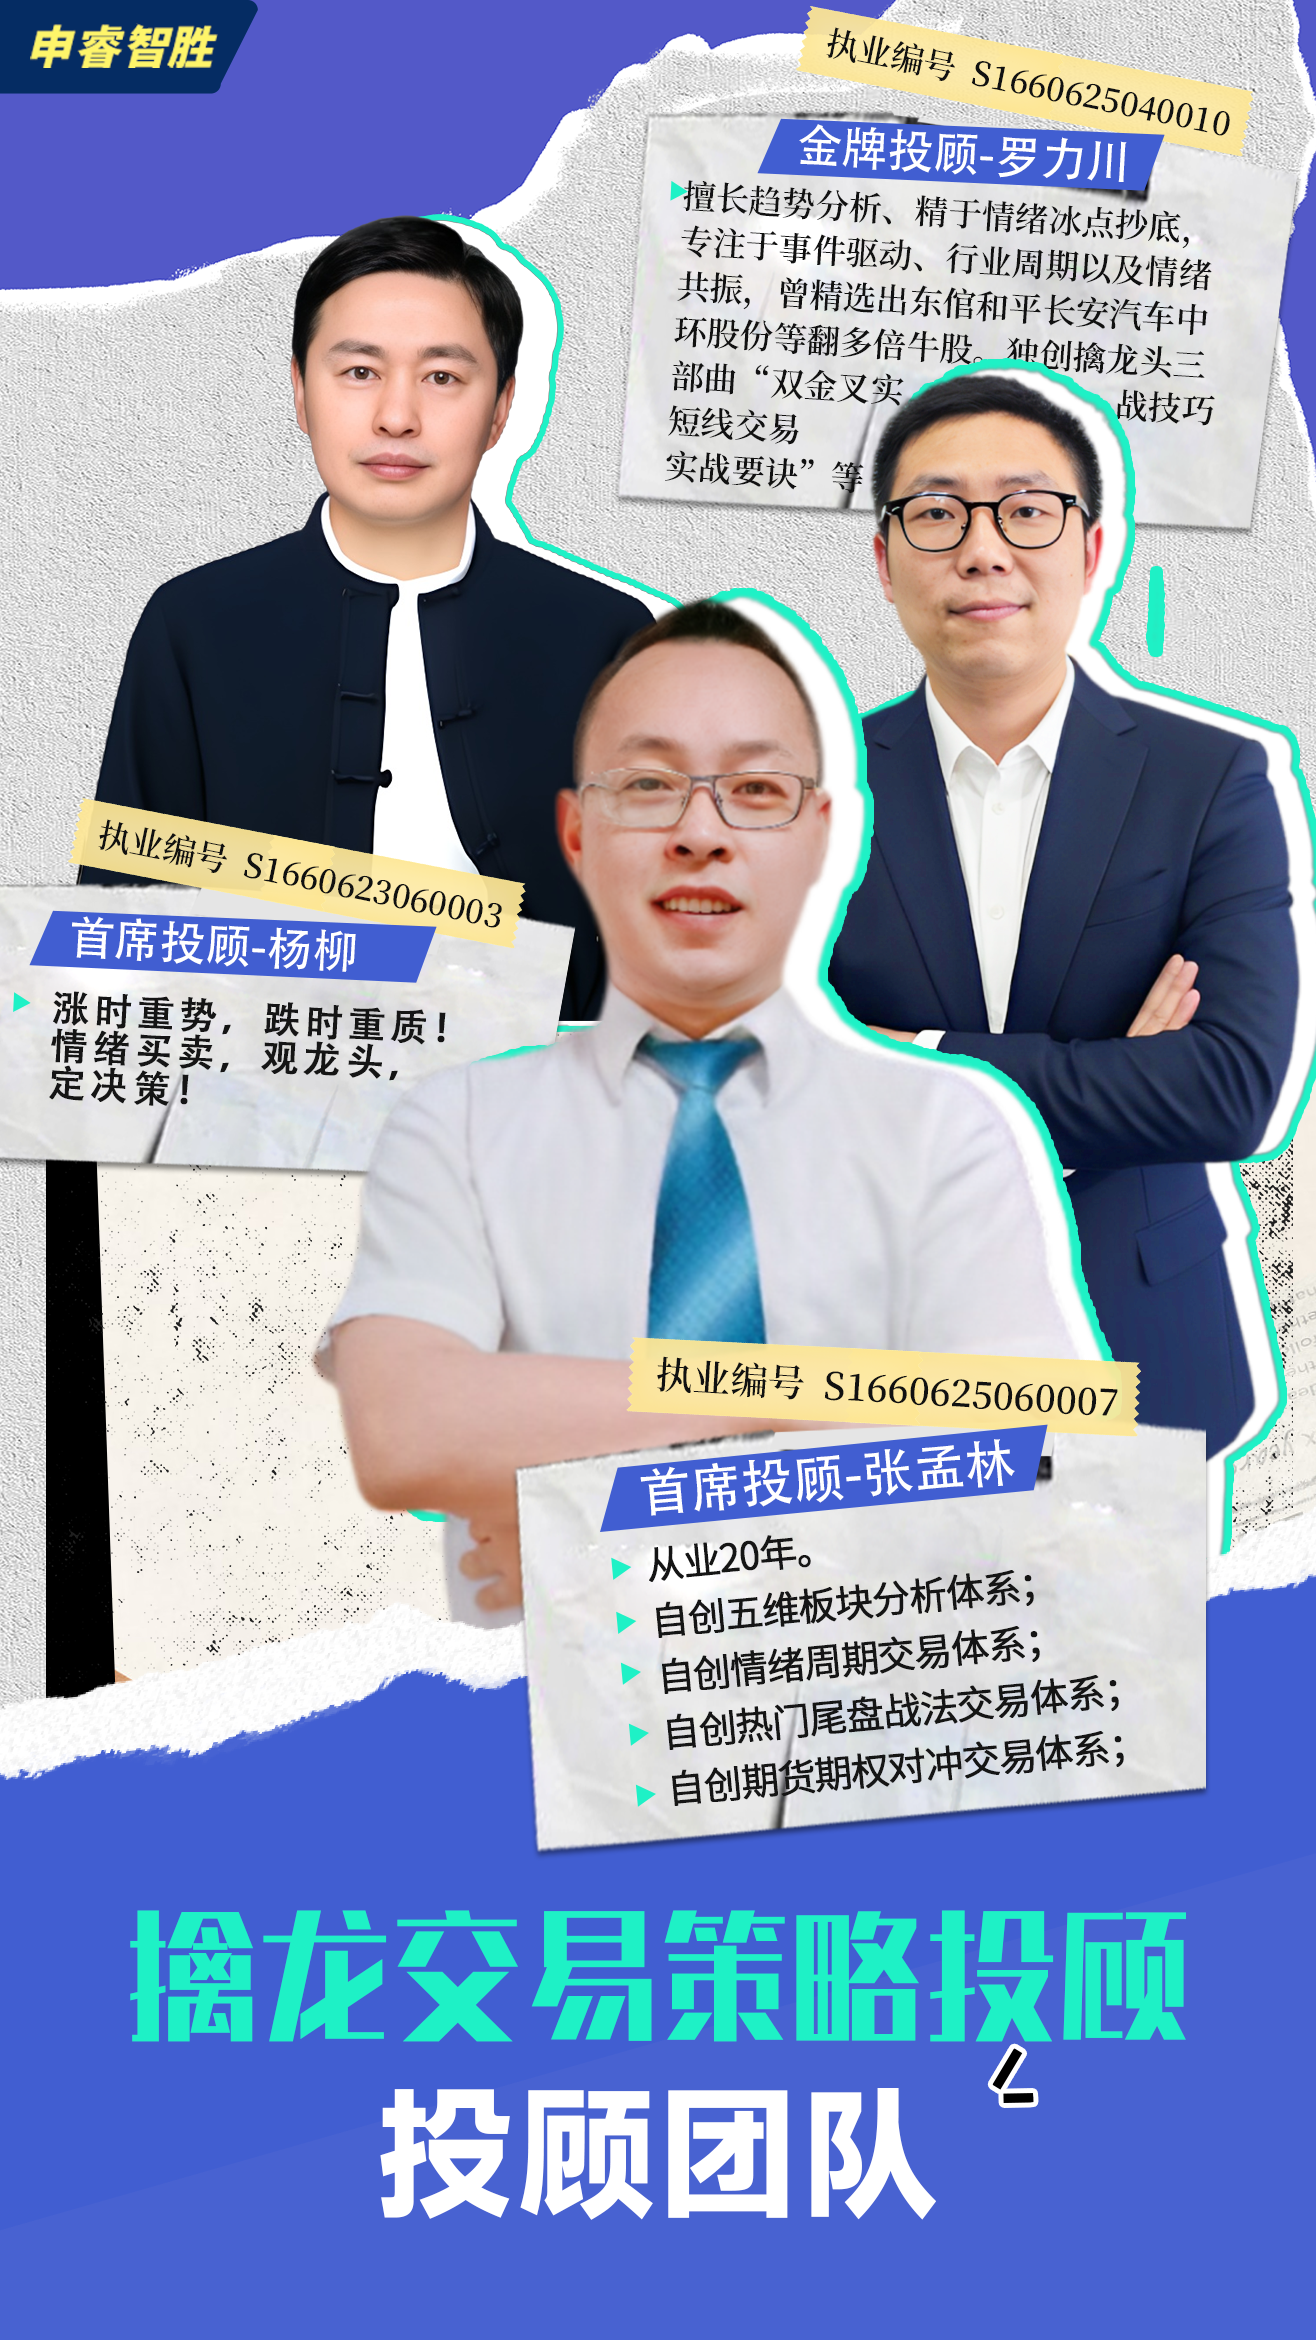 申睿智胜
执业编号 S1660625040010
金牌投顾-罗力川
擅长趋势分析、精于情绪冰点抄底，
专注于事件驱动、行业周期以及情绪
共振，曾精选出东信和平长安汽车中
环股份等翻多倍牛股。独创擒龙头三
部曲“双金叉实 战技巧
短线交易
实战要诀”等
执业编号 S1660623060003
首席投顾-杨柳
涨时重势，跌时重质！
情绪买卖，观龙头，
定决策！
执业编号 S1660625060007
首席投顾-张孟林
从业20年。
自创五维板块分析体系；
自创情绪周期交易体系；
自创热门尾盘战法交易体系；
自创期货期权对冲交易体系；
擒龙交易策略投顾
投顾团队